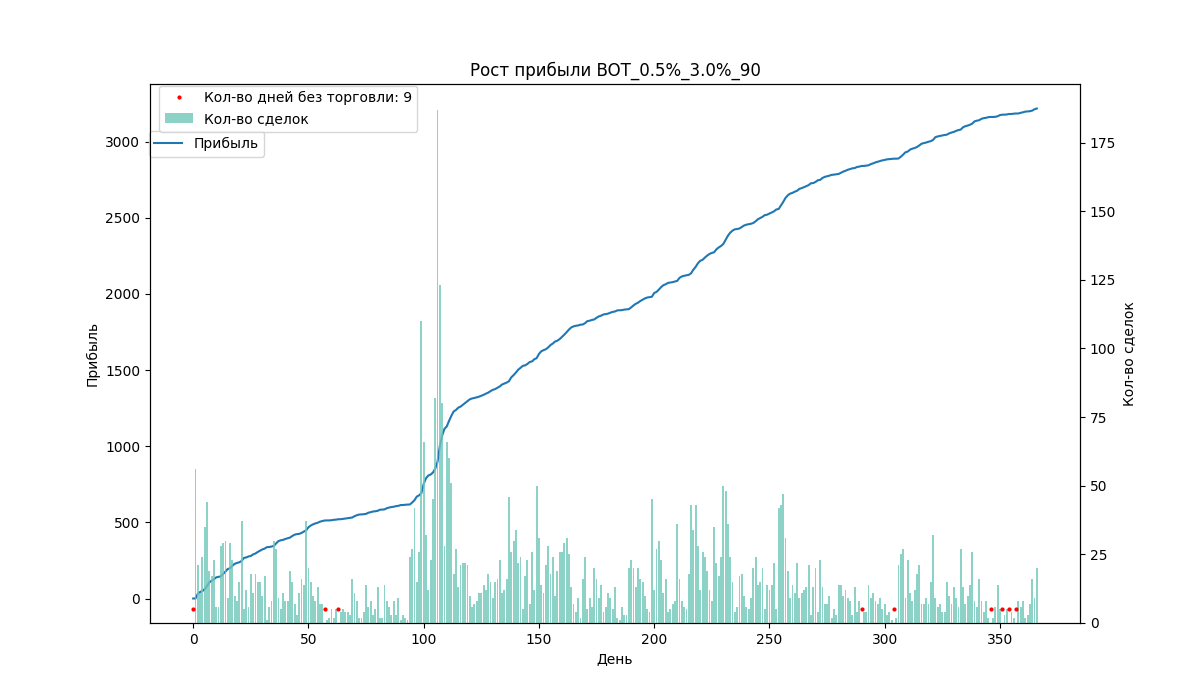 Рост прибыли BOT_0.5%_3.0%_90
Кол-во дней без торговли: 9
Кол-во сделок
Прибыль
3000
2500
2000
1500
1000
500
0
Прибыль
175
150
125
100
75
50
25
0
Кол-во сделок
0 50 100 150 200 250 300 350
День